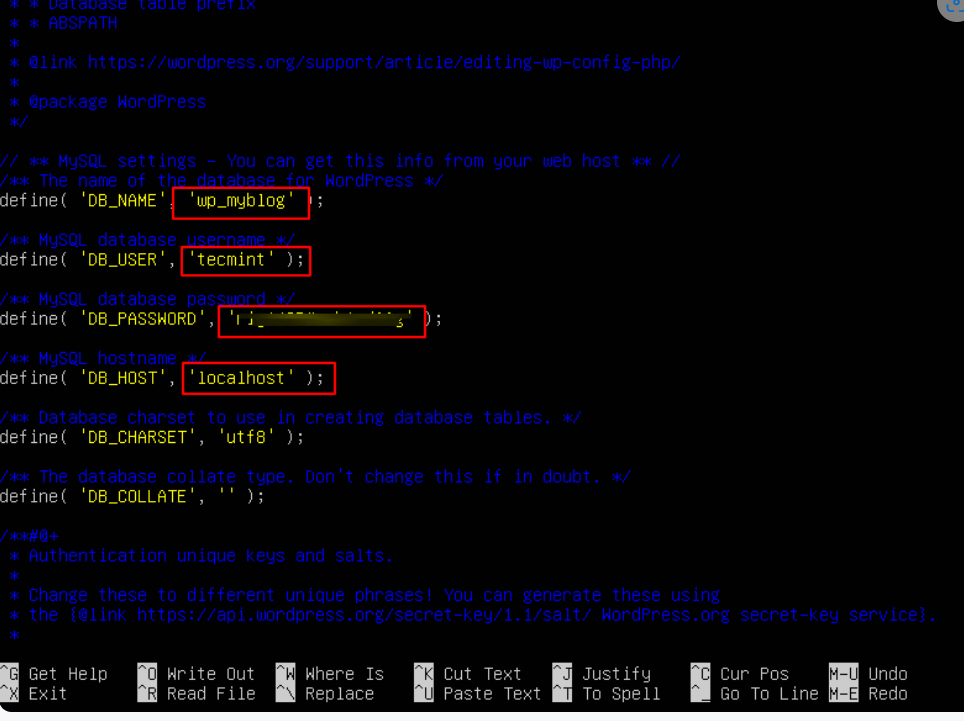 * * Database table prefix
* * ABSPATH
*
* @link https://wordpress.org/support/article/editing-wp-config-php/
*
* @package WordPress
*/
// ** MySQL settings - You can get this info from your web host ** //
/** The name of the database for WordPress */
define( 'DB_NAME', 'wp_myblog' );
/** MySQL database username */
define( 'DB_USER', 'tecmint' );
/** MySQL database password */
define( 'DB_PASSWORD', ' ' );
/** MySQL hostname */
define( 'DB_HOST', 'localhost' );
/** Database charset to use in creating database tables. */
define( 'DB_CHARSET', 'utf8' );
/** The database collate type. Don't change this if in doubt. */
define( 'DB_COLLATE', '' );
/**#@+
* Authentication unique keys and salts.
*
* Change these to different unique phrases! You can generate these using
* the {@link https://api.wordpress.org/secret-key/1.1/salt/ WordPress.org secret-key service}.
*
^G Get Help ^O Write Out ^W Where Is ^K Cut Text ^J Justify ^C Cur Pos M-U Undo
^X Exit ^R Read File ^\ Replace ^U Paste Text ^T To Spell ^_ Go To Line M-E Redo